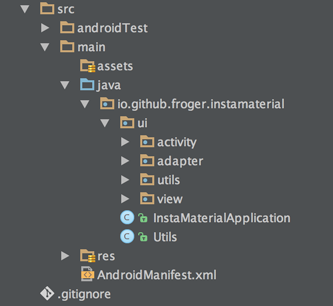 src
androidTest
main
assets
java
io.github.froger.instamaterial
ui
activity
adapter
utils
view
InstaMaterialApplication
Utils
res
AndroidManifest.xml
.gitignore